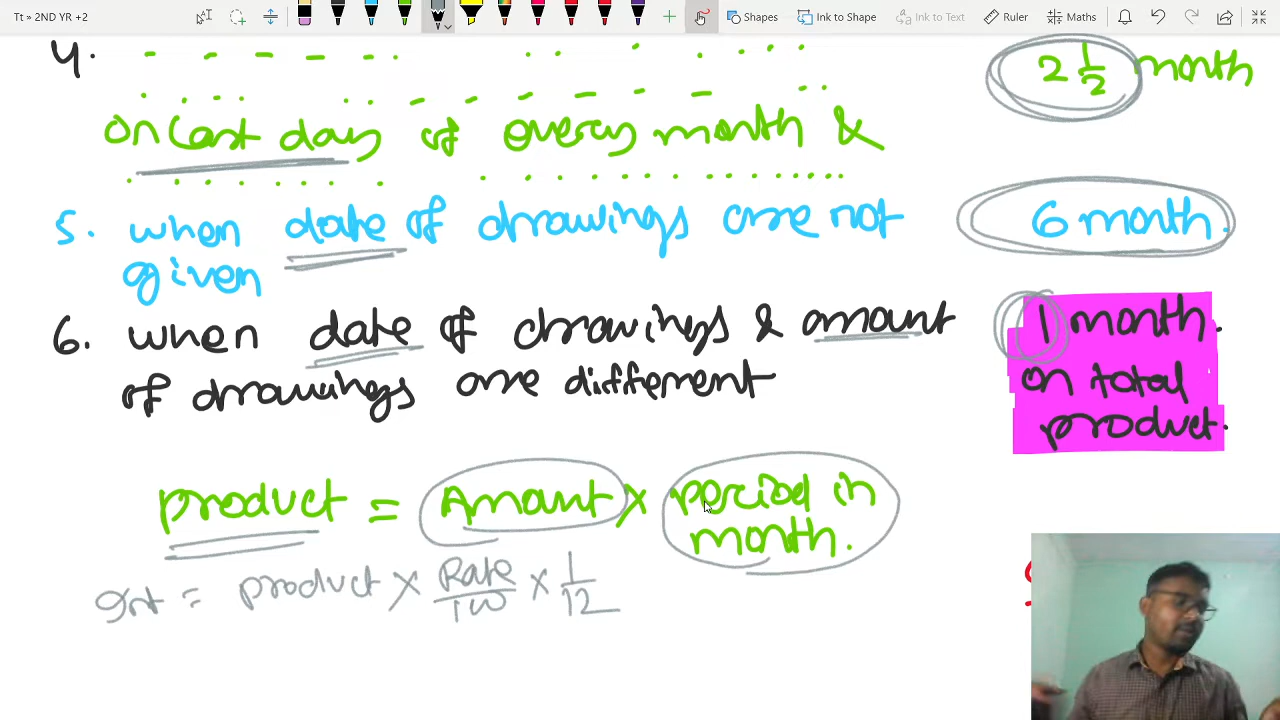 Tt » 2ND YR +2
Shapes Ink to Shape Ink to Text Ruler Maths
4.
2 1/2 month
on last day of every month &
5. when date of drawings are not 6 month.
given
6. when date of drawings & amount 1 month.
of drawings are different on total
product.
product = Amount x period in
month.
Int = product x Rate/100 x 1/12